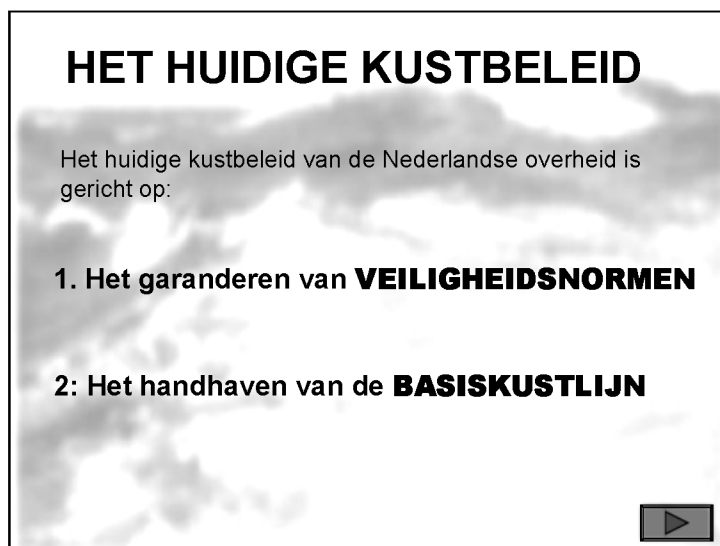 HET HUIDIGE KUSTBELEID
Het huidige kustbeleid van de Nederlandse overheid is
gericht op:
1. Het garanderen van VEILIGHEIDSNORMEN
2: Het handhaven van de BASISKUSTLIJN